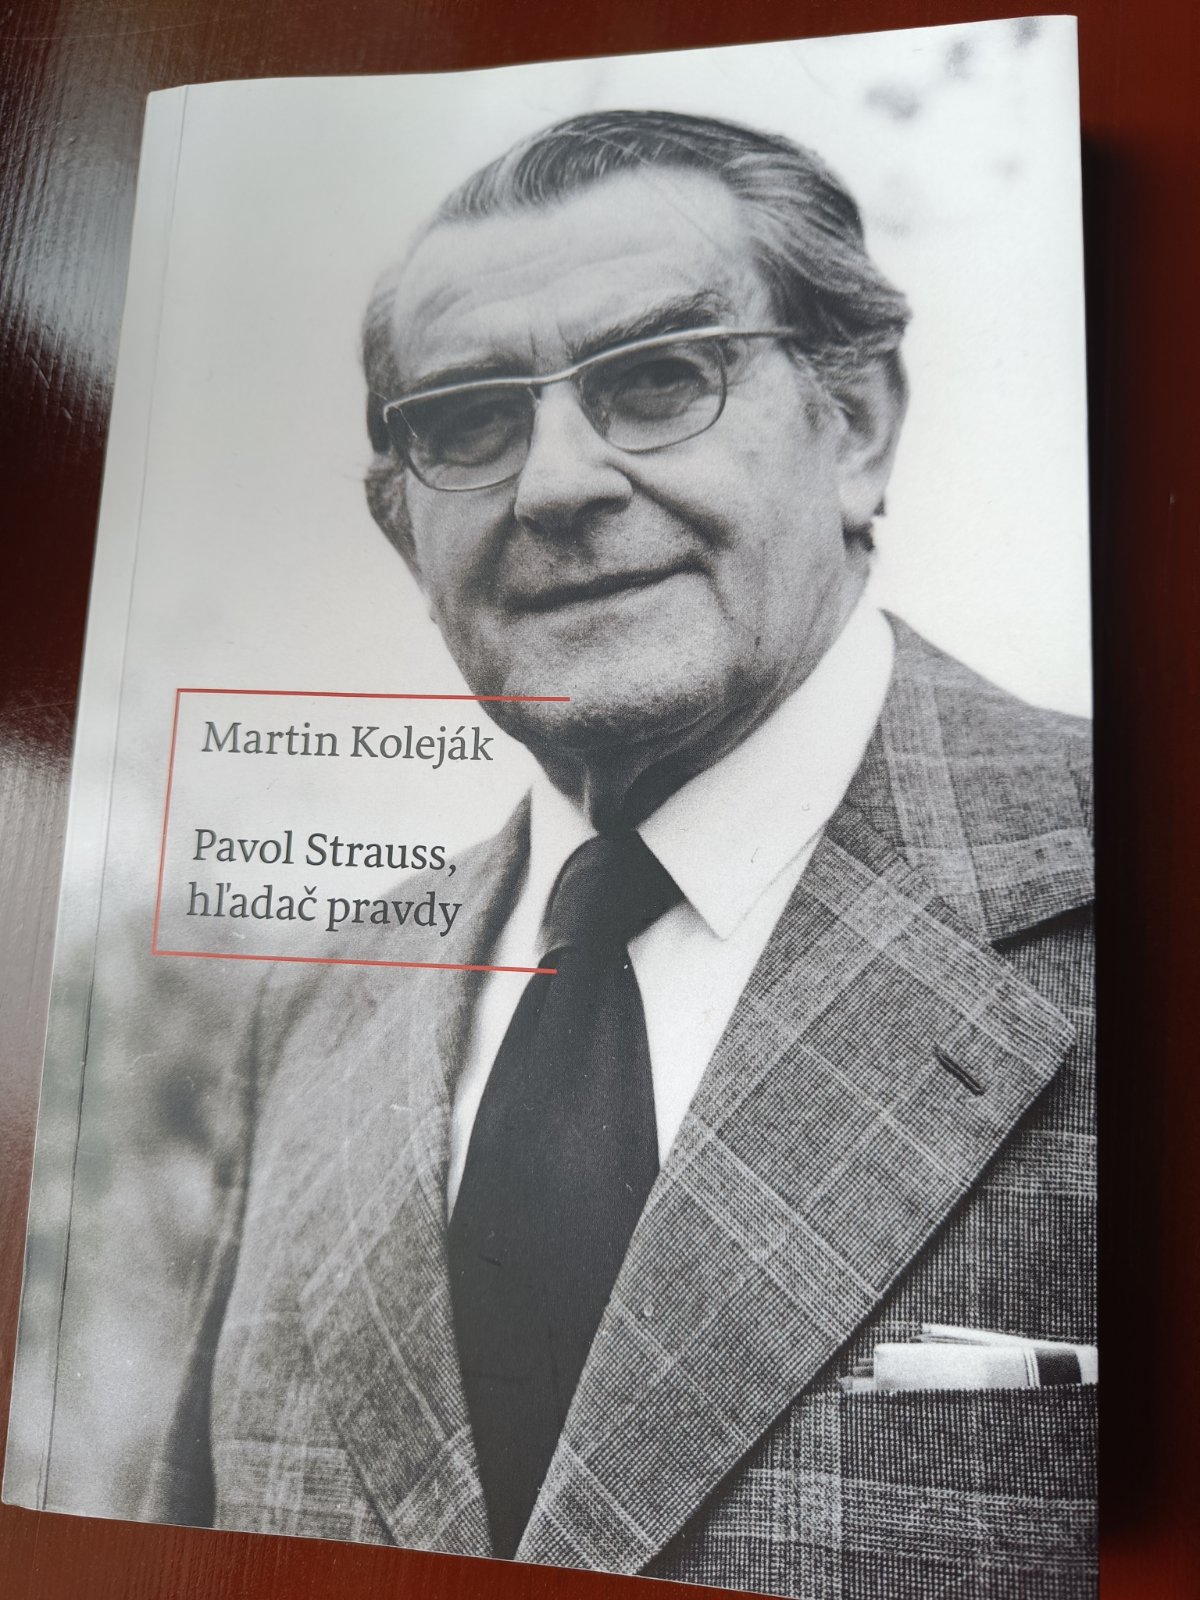 Martin Koleják
Pavol Strauss,
hľadač pravdy